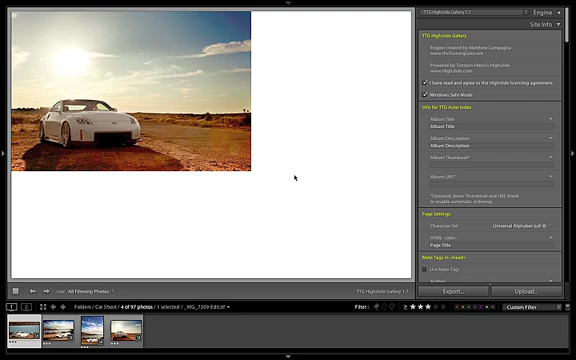 TTG Highslide Gallery 1.7
Engine
Site Info
TTG Highslide Gallery
Engine created by Matthew Campagna
www.theTurningGate.net
Powered by Torstein Hønsi's Highslide
www.Highslide.com
I have read and agree to the Highslide licensing agreement.
Windows Safe-Mode
Info for TTG Auto Index
Album Title
Album Title
Album Description
Album Description
Album Thumbnail*
Album URL*
*Optional: leave Thumbnail and URL blank
to enable automatic indexing.
Page Settings
Character Set Universal Alphabet (utf-8)
HTML <title>
Page Title
Meta Tags in <head>
Use Meta Tags
Author
Export...
Upload...
Use: All Filmstrip Photos
TTG Highslide Gallery 1.7
1 2
Folders / Car Shoot / 4 of 97 photos / 1 selected / _MG_7309-Edit.tif
Filter:
Custom Filter